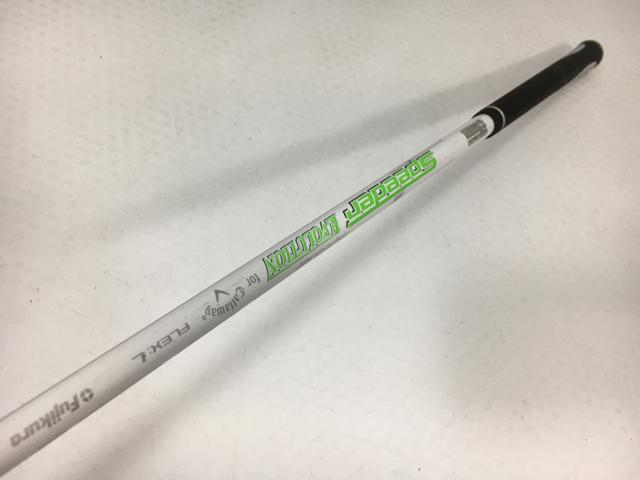 Speeder
EVOLUTION
for Callaway
FLEX:L
Fujikura